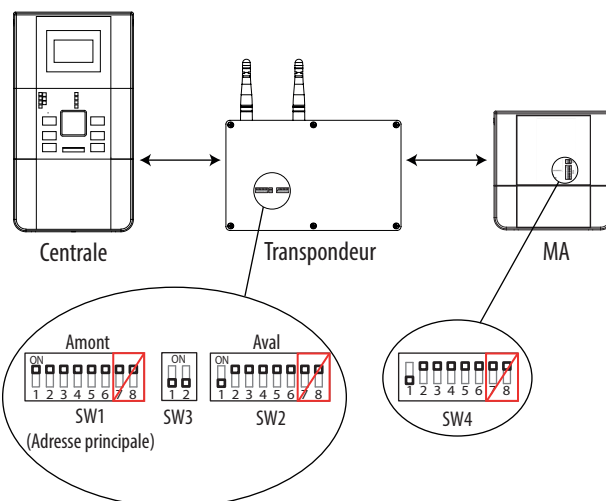 Centrale
Transpondeur
MA
Amont
ON
1 2 3 4 5 6 7 8
SW1
(Adresse principale)
ON
1 2
SW3
Aval
ON
1 2 3 4 5 6 7 8
SW2
1 2 3 4 5 6 7 8
SW4